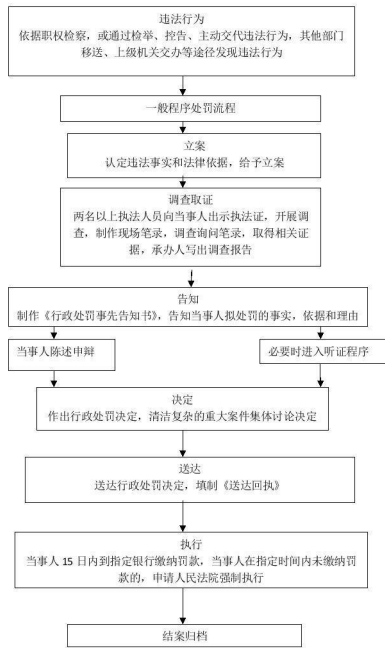 违法行为
依据职权检察，或通过检举、控告、主动交代违法行为，其他部门
移送、上级机关交办等途径发现违法行为
一般程序处罚流程
立案
认定违法事实和法律依据，给予立案
调查取证
两名以上执法人员向当事人出示执法证，开展调
查，制作现场笔录，调查询问笔录，取得相关证
据，承办人写出调查报告
告知
制作《行政处罚事先告知书》，告知当事人拟处罚的事实，依据和理由
当事人陈述申辩
必要时进入听证程序
决定
作出行政处罚决定，清洁复杂的重大案件集体讨论决定
送达
送达行政处罚决定，填制《送达回执》
执行
当事人 15 日内到指定银行缴纳罚款，当事人在指定时间内未缴纳罚
款的，申请人民法院强制执行
结案归档